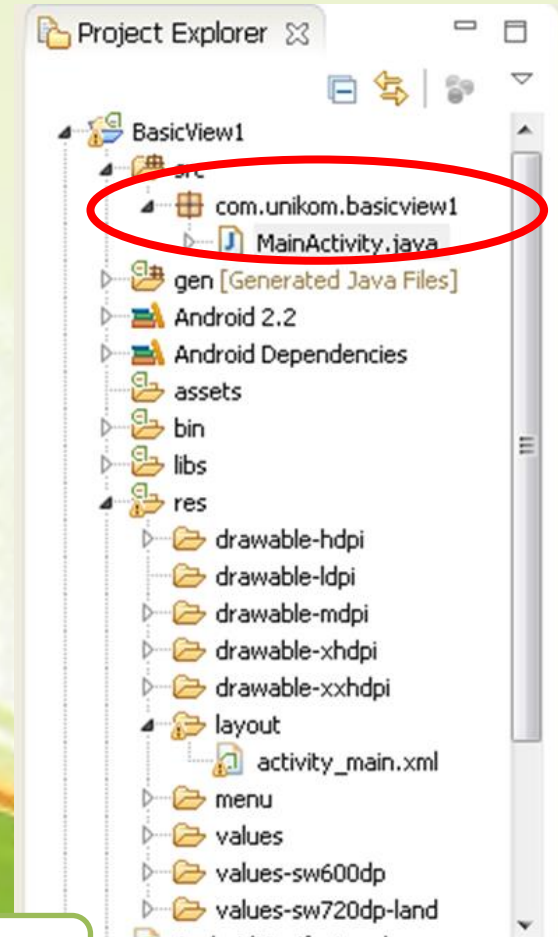 Project Explorer
BasicView1
src
com.unikom.basicview1
MainActivity.java
gen [Generated Java Files]
Android 2.2
Android Dependencies
assets
bin
libs
res
drawable-hdpi
drawable-ldpi
drawable-mdpi
drawable-xhdpi
drawable-xxhdpi
layout
activity_main.xml
menu
values
values-sw600dp
values-sw720dp-land